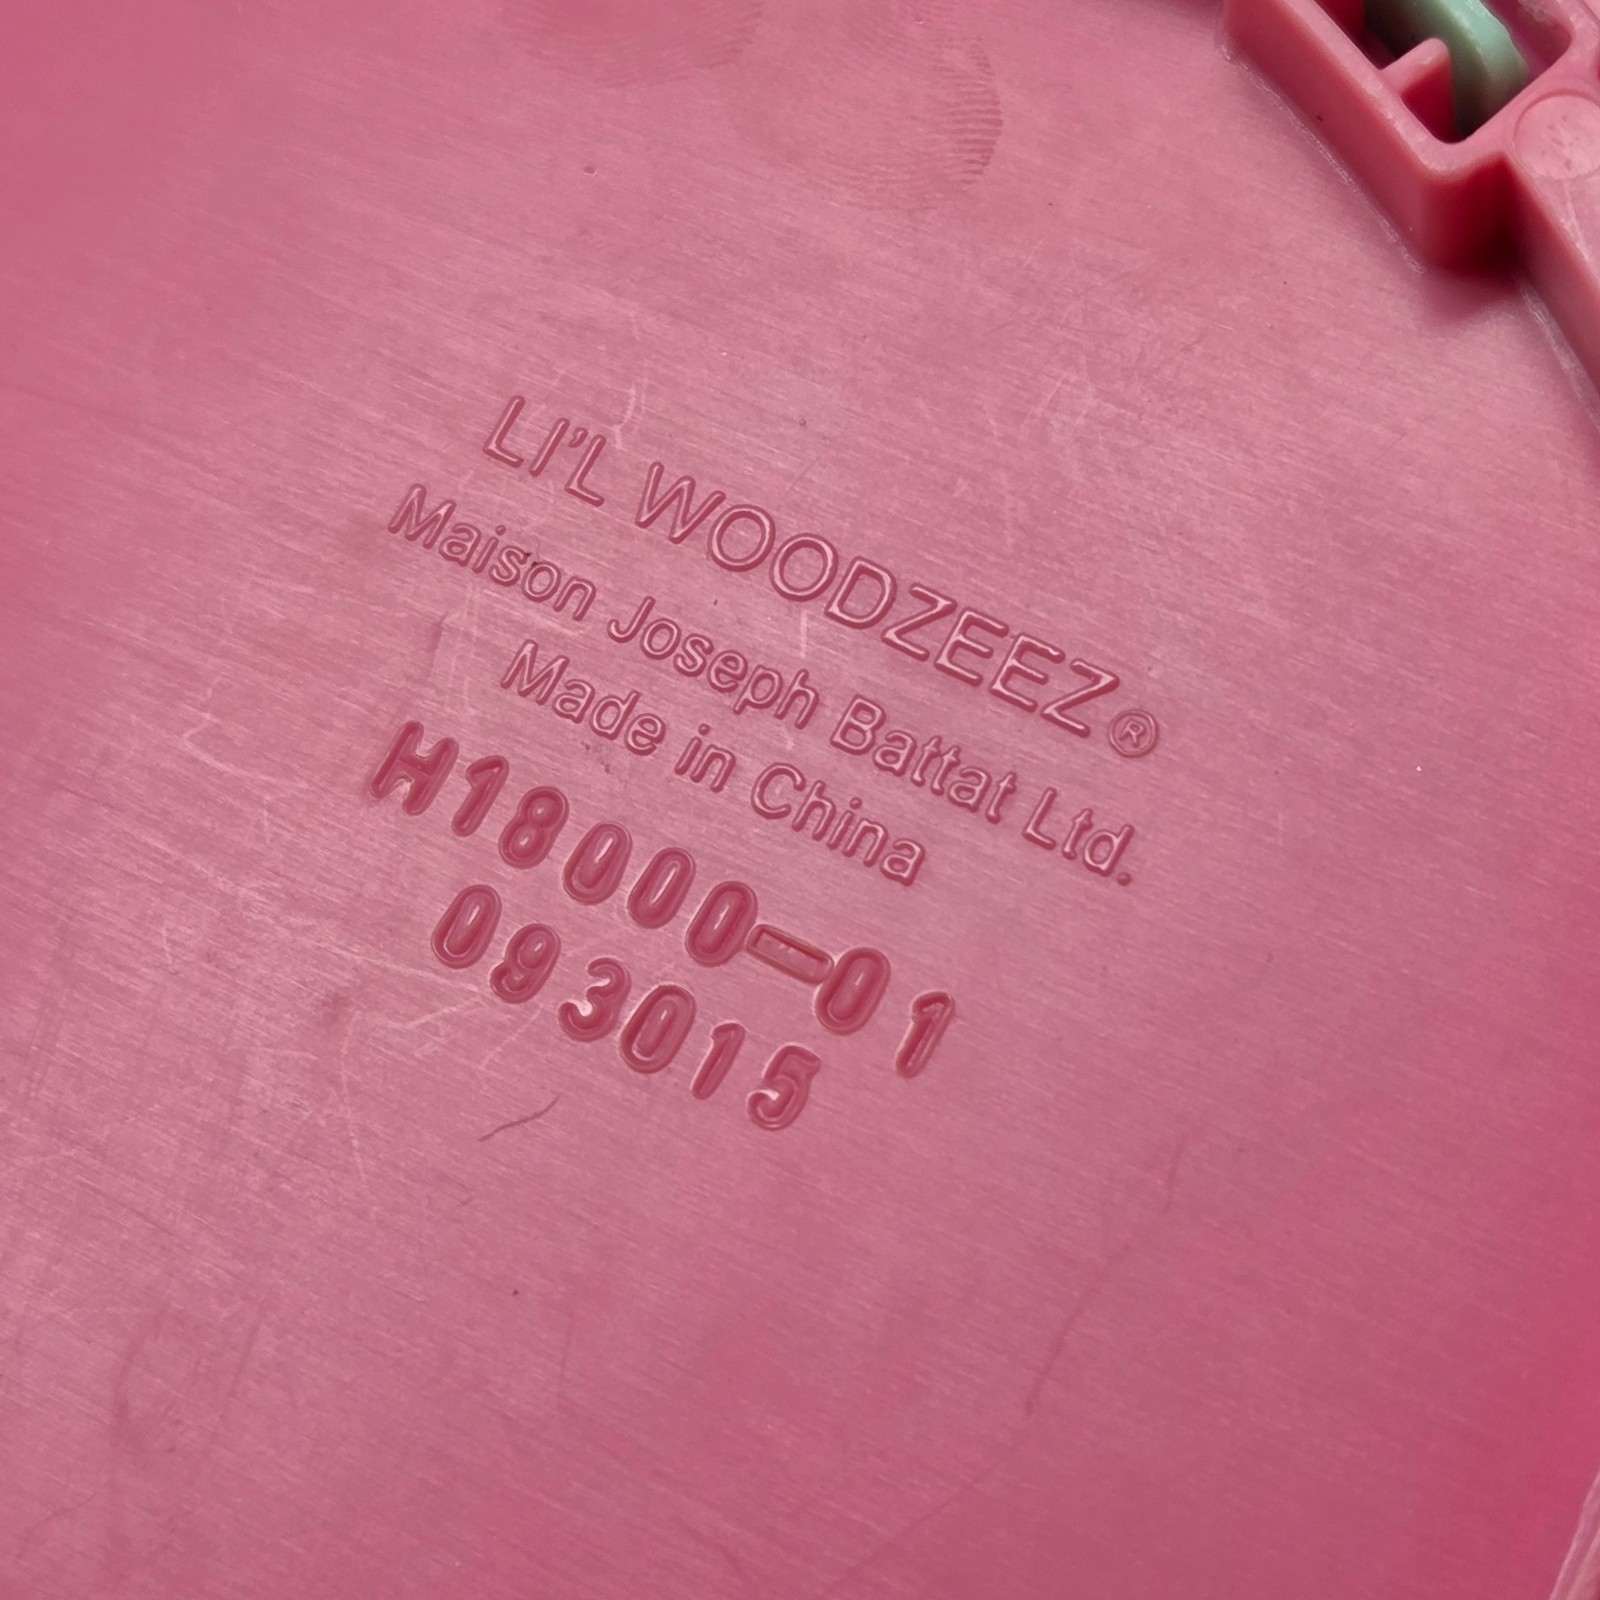 LI'L WOODZEEZ®
Maison Joseph Battat Ltd.
Made in China
H18000-01
093015